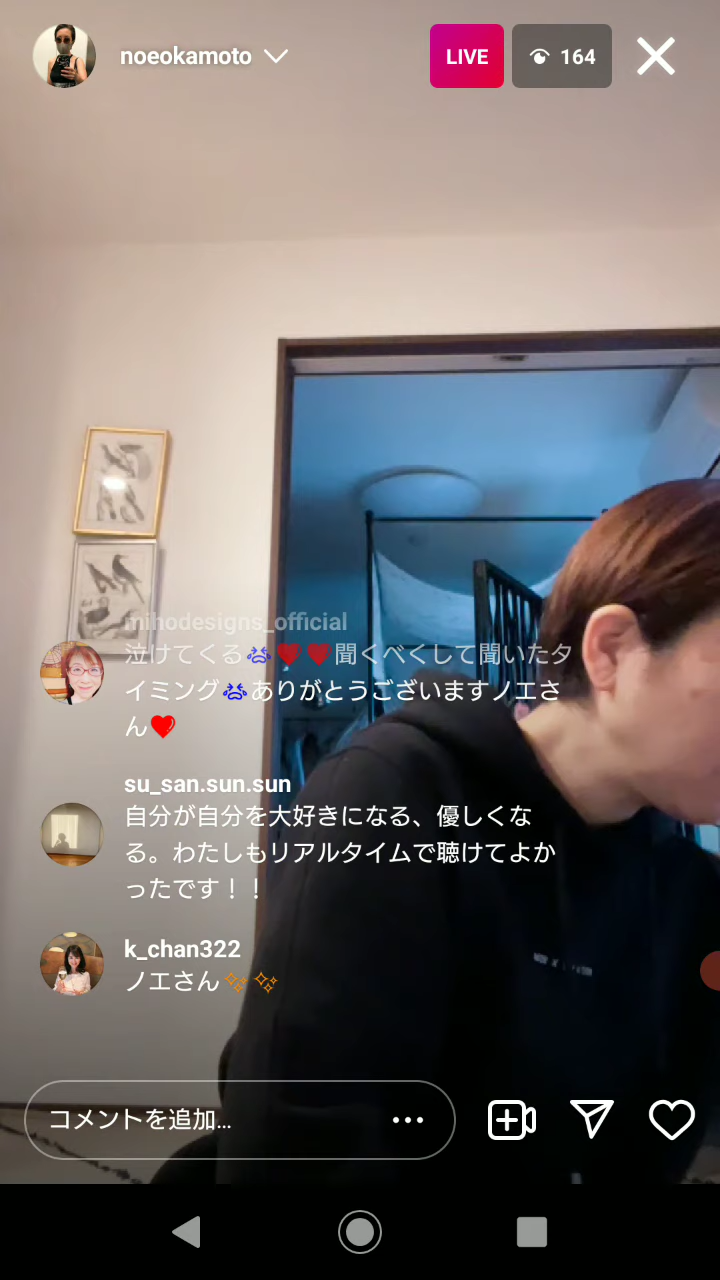 noeokamoto
LIVE
164
mihodesigns_official
泣けてくる😭❤️❤️聞くべくして聞いたタ
イミング😭ありがとうございますノエさ
ん❤️
su_san.sun.sun
自分が自分を大好きになる、優しくな
る。わたしもリアルタイムで聴けてよか
ったです！！
k_chan322
ノエさん✨✨
コメントを追加...